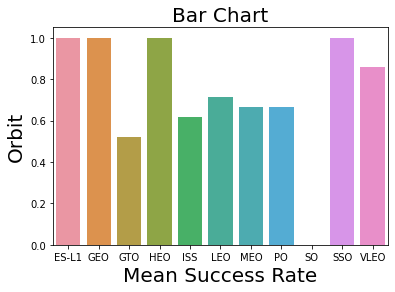 Bar Chart
Orbit
1.0
0.8
0.6
0.4
0.2
0.0
ES-L1 GEO GTO HEO ISS LEO MEO PO SO SSO VLEO
Mean Success Rate